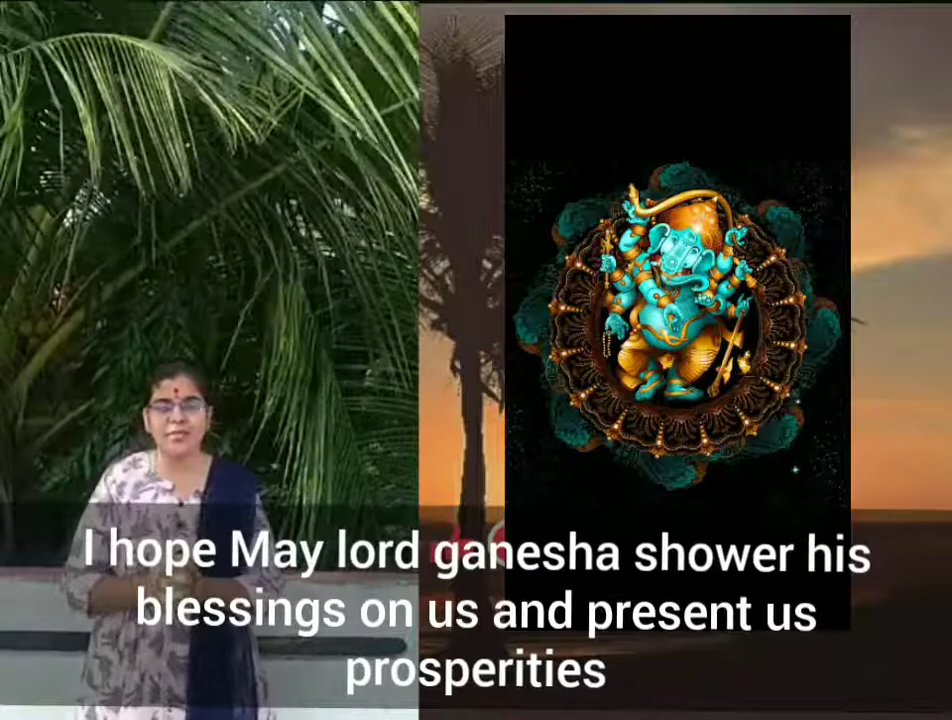 I hope May lord ganesha shower his
blessings on us and present us
prosperities